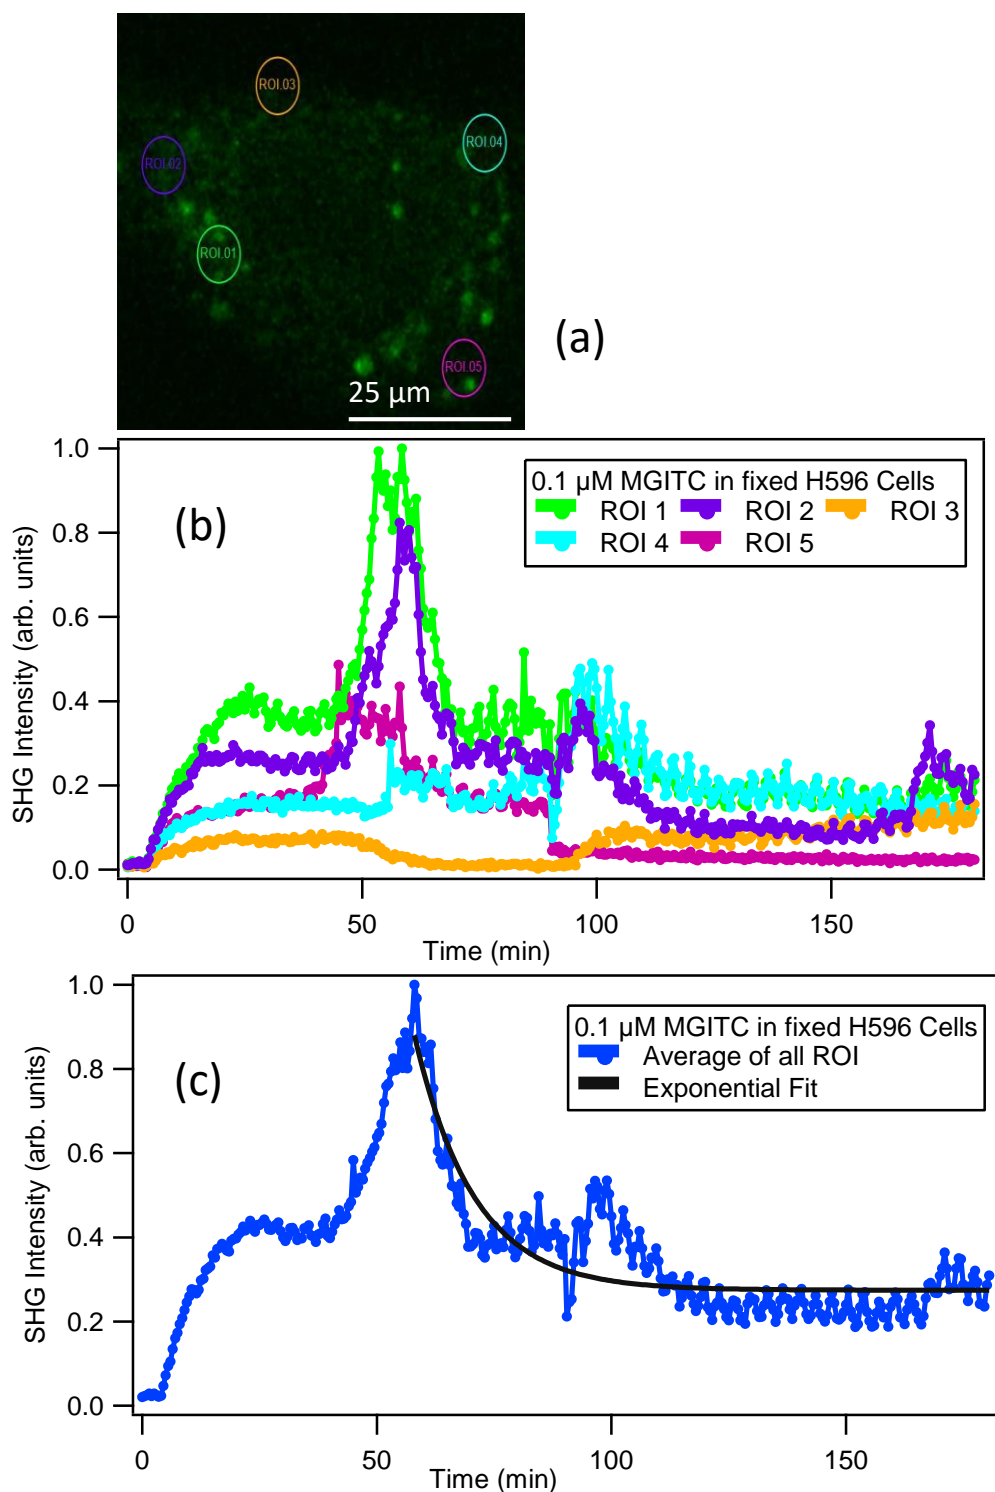 ROI.03
ROI.04
ROI.02
ROI.01
ROI.05
25 µm
(a)
1.0
0.8
0.6
0.4
0.2
0.0
SHG Intensity (arb. units)
(b)
0.1 µM MGITC in fixed H596 Cells
ROI 1 ROI 2 ROI 3
ROI 4 ROI 5
0 50 100 150
Time (min)
1.0
0.8
0.6
0.4
0.2
0.0
SHG Intensity (arb. units)
(c)
0.1 µM MGITC in fixed H596 Cells
Average of all ROI
Exponential Fit
0 50 100 150
Time (min)